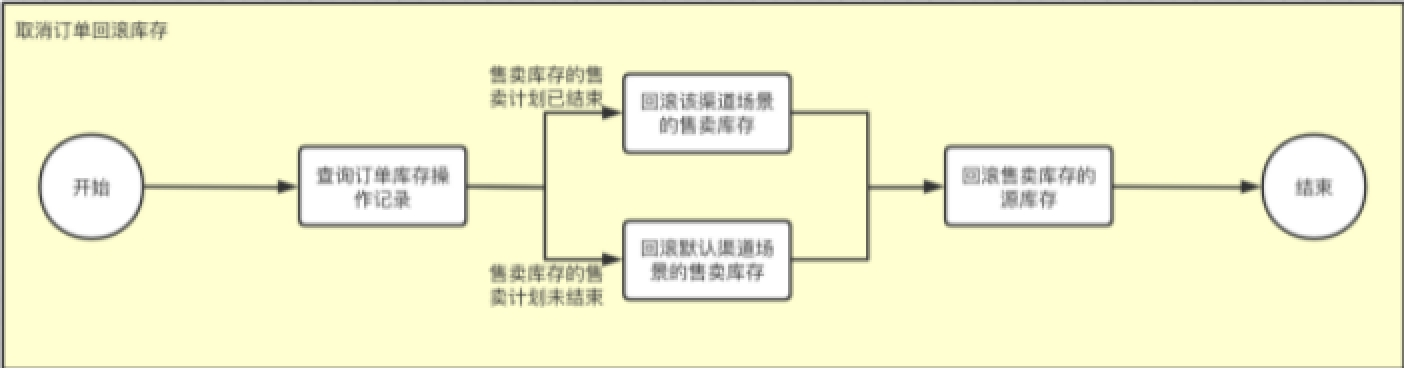 取消订单回滚库存
开始
查询订单库存操
作记录
售卖库存的售
卖计划已结束
回滚该渠道场景
的售卖库存
售卖库存的售
卖计划未结束
回滚默认渠道场
景的售卖库存
回滚售卖库存的
源库存
结束